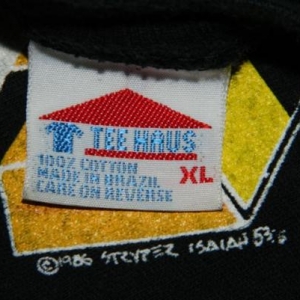 TEE HAUS
100% COTTON
MADE IN BRAZIL
CARE ON REVERSE
XL
©1986 STRYPER ISAIAH 53:5